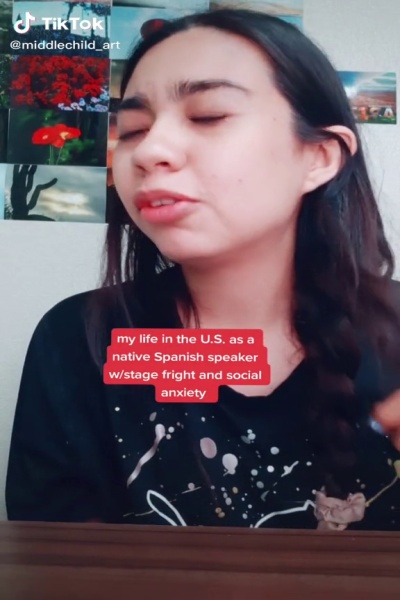 TikTok
@middlechild_art
my life in the U.S. as a
native Spanish speaker
w/stage fright and social
anxiety